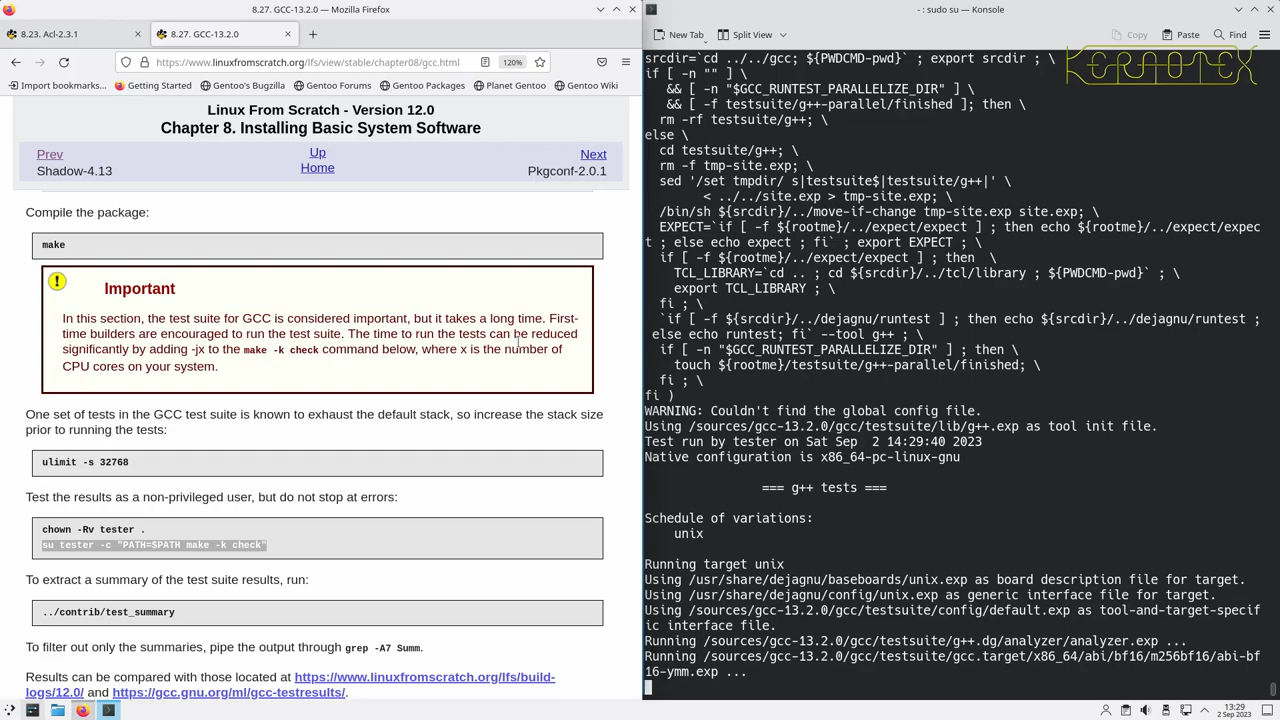 8.27. GCC-13.2.0 — Mozilla Firefox
8.23. Acl-2.3.1
8.27. GCC-13.2.0
https://www.linuxfromscratch.org/lfs/view/stable/chapter08/gcc.html
120%
Import bookmarks...
Getting Started
Gentoo's Bugzilla
Gentoo Forums
Gentoo Packages
Planet Gentoo
Gentoo Wiki
Linux From Scratch - Version 12.0
Chapter 8. Installing Basic System Software
Prev
Up
Next
Shadow-4.13
Home
Pkgconf-2.0.1
Compile the package:
make
Important
In this section, the test suite for GCC is considered important, but it takes a long time. First-
time builders are encouraged to run the test suite. The time to run the tests can be reduced
significantly by adding -jx to the make -k check command below, where x is the number of
CPU cores on your system.
One set of tests in the GCC test suite is known to exhaust the default stack, so increase the stack size
prior to running the tests:
ulimit -s 32768
Test the results as a non-privileged user, but do not stop at errors:
chown -Rv tester .
su tester -c "PATH=$PATH make -k check"
To extract a summary of the test suite results, run:
../contrib/test_summary
To filter out only the summaries, pipe the output through grep -A7 Summ.
Results can be compared with those located at https://www.linuxfromscratch.org/lfs/build-
logs/12.0/ and https://gcc.gnu.org/ml/gcc-testresults/.
- : sudo su — Konsole
New Tab
Split View
Copy
Paste
Find
KERNOTEX
srcdir=`cd ../../gcc; ${PWDCMD-pwd}` ; export srcdir ; \
if [ -n "" ] \
   && [ -n "$GCC_RUNTEST_PARALLELIZE_DIR" ] \
   && [ -f testsuite/g++-parallel/finished ]; then \
  rm -rf testsuite/g++; \
else \
  cd testsuite/g++; \
  rm -f tmp-site.exp; \
  sed '/set tmpdir/ s|testsuite$|testsuite/g++|' \
        < ../../site.exp > tmp-site.exp; \
  /bin/sh ${srcdir}/../move-if-change tmp-site.exp site.exp; \
  EXPECT=`if [ -f ${rootme}/../expect/expect ] ; then echo ${rootme}/../expect/expec
t ; else echo expect ; fi` ; export EXPECT ; \
  if [ -f ${rootme}/../expect/expect ] ; then  \
    TCL_LIBRARY=`cd .. ; cd ${srcdir}/../tcl/library ; ${PWDCMD-pwd}` ; \
    export TCL_LIBRARY ; \
  fi ; \
  `if [ -f ${srcdir}/../dejagnu/runtest ] ; then echo ${srcdir}/../dejagnu/runtest ;
 else echo runtest; fi` --tool g++ ; \
  if [ -n "$GCC_RUNTEST_PARALLELIZE_DIR" ] ; then \
    touch ${rootme}/testsuite/g++-parallel/finished; \
  fi ; \
fi )
WARNING: Couldn't find the global config file.
Using /sources/gcc-13.2.0/gcc/testsuite/lib/g++.exp as tool init file.
Test run by tester on Sat Sep  2 14:29:40 2023
Native configuration is x86_64-pc-linux-gnu
=== g++ tests ===
Schedule of variations:
    unix
Running target unix
Using /usr/share/dejagnu/baseboards/unix.exp as board description file for target.
Using /usr/share/dejagnu/config/unix.exp as generic interface file for target.
Using /sources/gcc-13.2.0/gcc/testsuite/config/default.exp as tool-and-target-specif
ic interface file.
Running /sources/gcc-13.2.0/gcc/testsuite/g++.dg/analyzer/analyzer.exp ...
Running /sources/gcc-13.2.0/gcc/testsuite/gcc.target/x86_64/abi/bf16/m256bf16/abi-bf
16-ymm.exp ...
13:29
2 Sep 2023